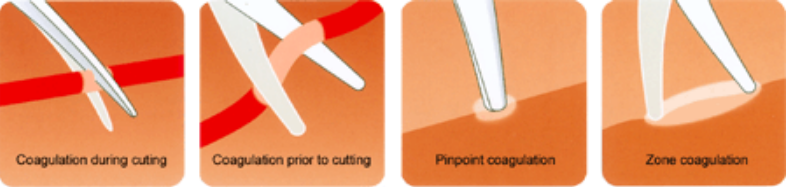 Coagulation during cuting
Coagulation prior to cutting
Pinpoint coagulation
Zone coagulation